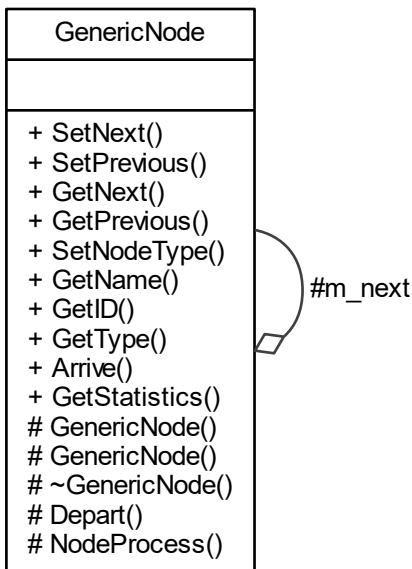 GenericNode
+ SetNext()
+ SetPrevious()
+ GetNext()
+ GetPrevious()
+ SetNodeType()
+ GetName()
+ GetID()
+ GetType()
+ Arrive()
+ GetStatistics()
# GenericNode()
# GenericNode()
# ~GenericNode()
# Depart()
# NodeProcess()
#m_next